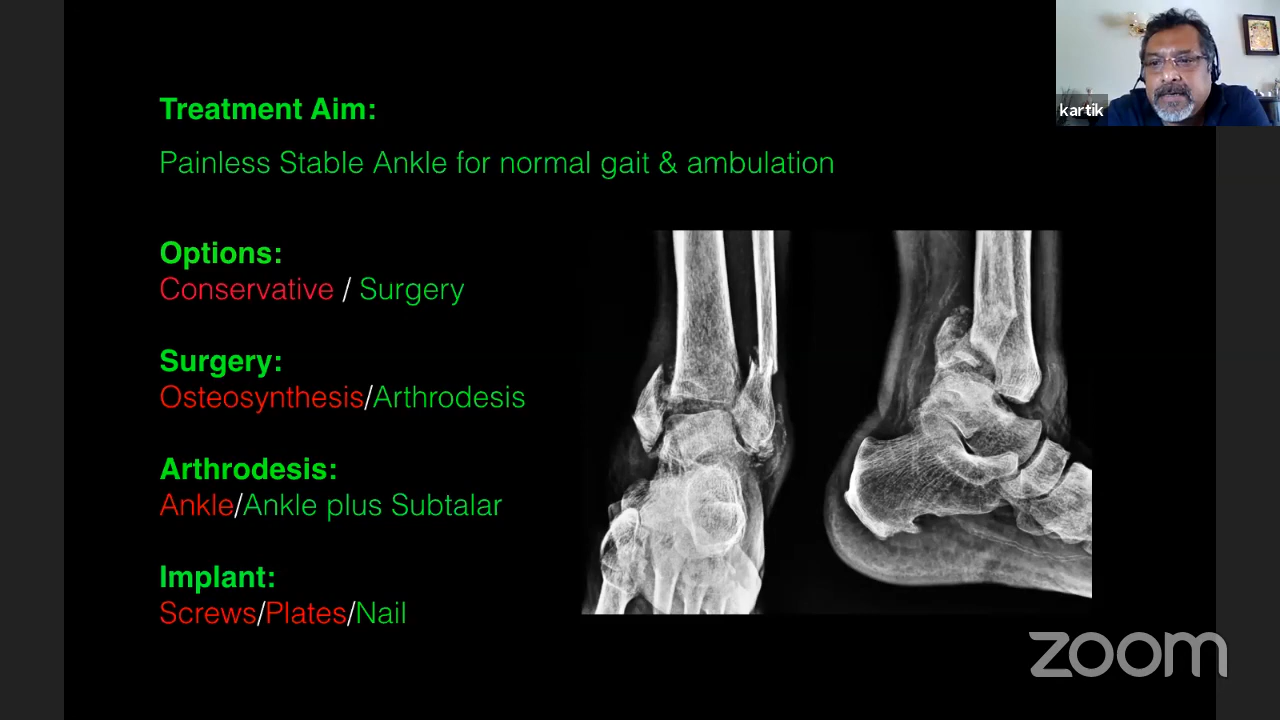 kartik
Treatment Aim:
Painless Stable Ankle for normal gait & ambulation
Options:
Conservative / Surgery
Surgery:
Osteosynthesis/Arthrodesis
Arthrodesis:
Ankle/Ankle plus Subtalar
Implant:
Screws/Plates/Nail
zoom